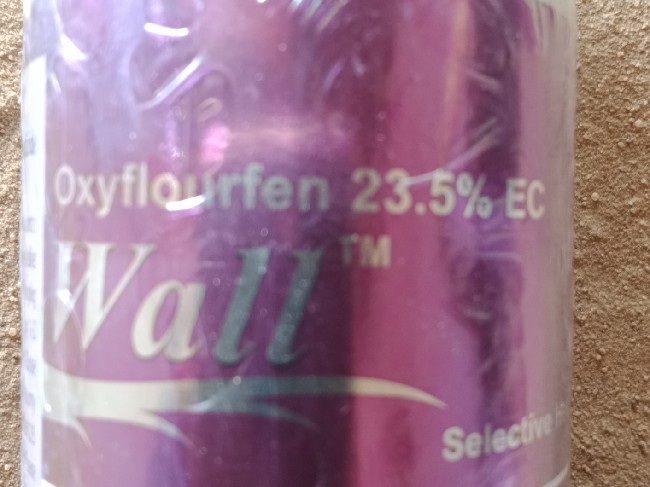 Oxyflourfen 23.5% EC
Wall™
Selective